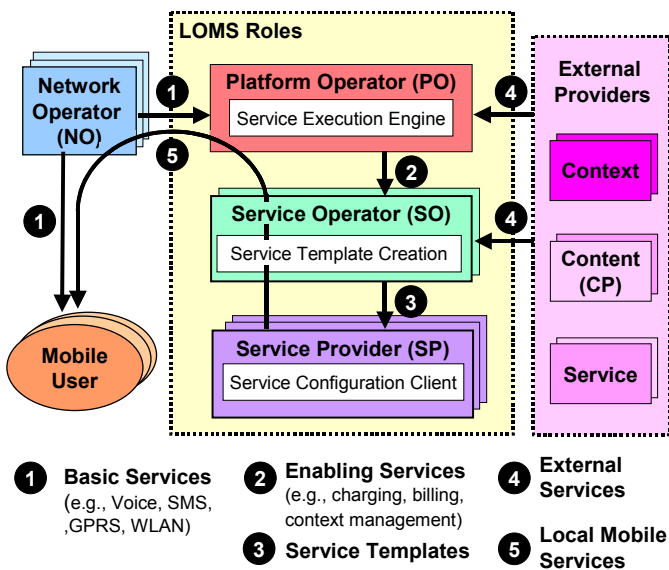 LOMS Roles
Network
Operator
(NO)
1
Platform Operator (PO)
Service Execution Engine
4
External
Providers
5
2
Context
1
Service Operator (SO)
Service Template Creation
4
Content
(CP)
3
Mobile
User
Service Provider (SP)
Service Configuration Client
Service
1 Basic Services
(e.g., Voice, SMS,
,GPRS, WLAN)
2 Enabling Services
(e.g., charging, billing,
context management)
3 Service Templates
4 External
Services
5 Local Mobile
Services